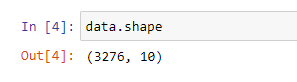 In [4]: data.shape
Out[4]: (3276, 10)